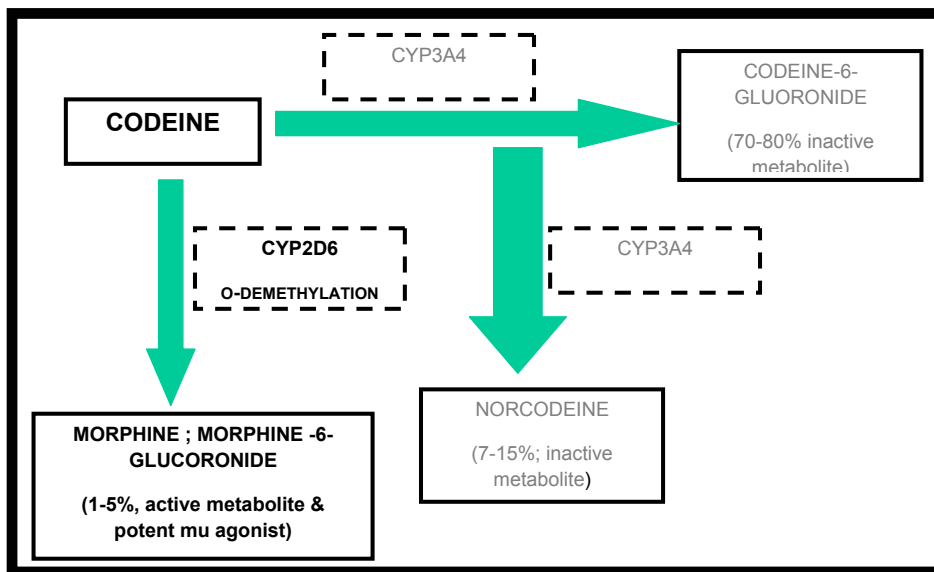 CYP3A4
CODEINE
CODEINE-6-
GLUORONIDE
(70-80% inactive
metabolite)
CYP2D6
O-DEMETHYLATION
CYP3A4
MORPHINE ; MORPHINE -6-
GLUCORONIDE
(1-5%, active metabolite &
potent mu agonist)
NORCODEINE
(7-15%; inactive
metabolite)